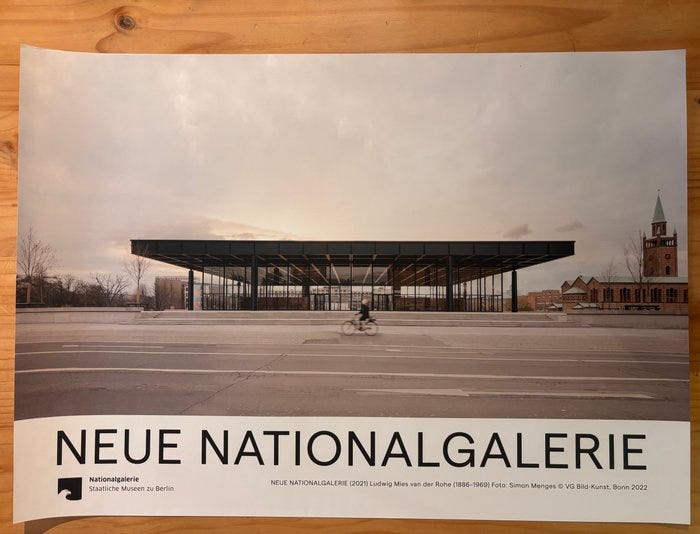 NEUE NATIONALGALERIE
Nationalgalerie
Staatliche Museen zu Berlin
NEUE NATIONALGALERIE (2021) Ludwig Mies van der Rohe (1886–1969) Foto: Simon Menges © VG Bild-Kunst, Bonn 2022